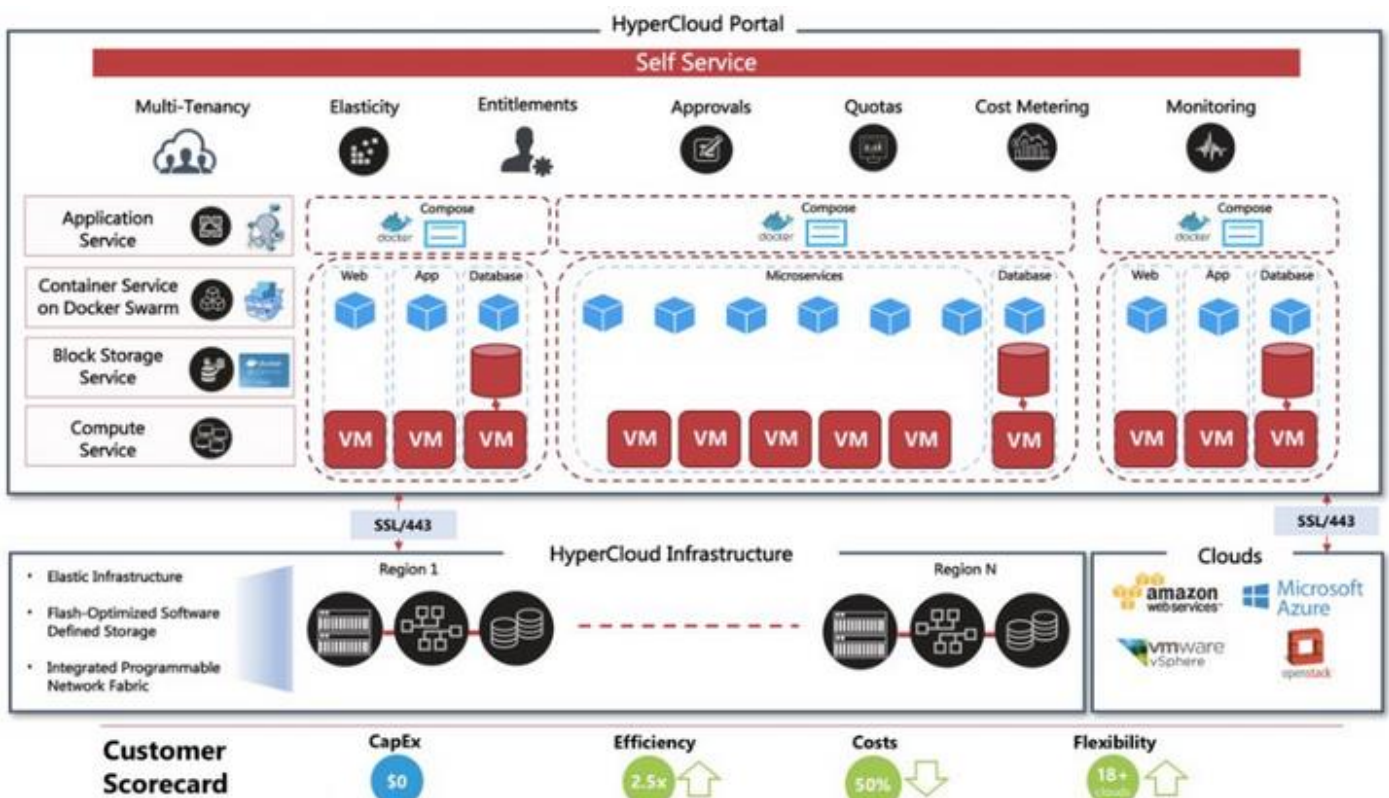 HyperCloud Portal
Self Service
Multi-Tenancy
Elasticity
Entitlements
Approvals
Quotas
Cost Metering
Monitoring
Application
Service
docker
Compose
docker
Compose
docker
Compose
Container Service
on Docker Swarm
Web
App
Database
Microservices
Database
Web
App
Database
Block Storage
Service
Compute
Service
VM
VM
VM
VM
VM
VM
VM
VM
VM
VM
VM
VM
SSL/443
SSL/443
HyperCloud Infrastructure
• Elastic Infrastructure
• Flash-Optimized Software
Defined Storage
• Integrated Programmable
Network Fabric
Region 1
Region N
Clouds
amazon
webservices™
Microsoft
Azure
vmware
vSphere
openstack
Customer
Scorecard
CapEx
$0
Efficiency
2.5x
Costs
50%
Flexibility
18+
clouds